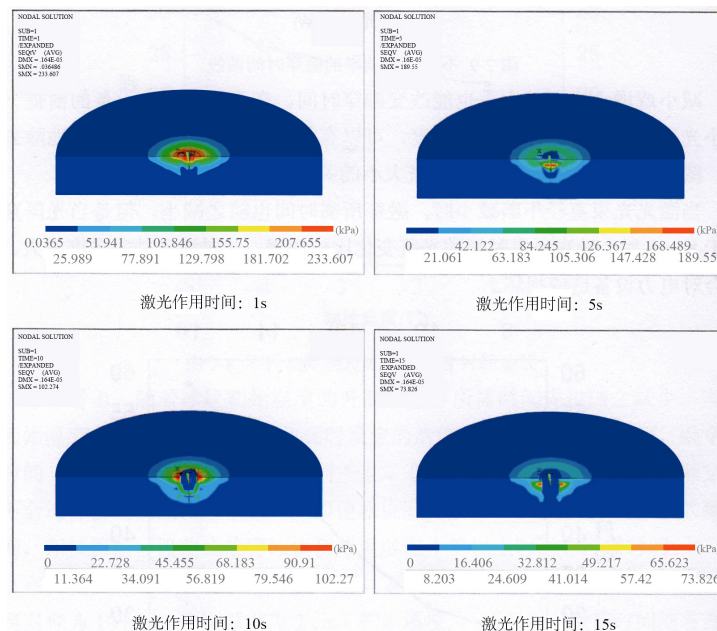 NODAL SOLUTION
SUB=1
TIME=1
/EXPANDED
SEQtV (AVG)
DMX = .164E-05
SMN = .036486
SMX = 233.607
(kPa)
0.0365 51.941 103.846 155.75 207.655
25.989 77.891 129.798 181.702 233.607
激光作用时间：1s
NODAL SOLUTION
SUB=1
TIME=5
/EXPANDED
SEQV (AVG)
DMX = .16E-05
SMX = 189.55
(kPa)
0 42.122 84.245 126.367 168.489
21.061 63.183 105.306 147.428 189.55
激光作用时间：5s
NODAL SOLUTION
SUB=1
TIME=10
/EXPANDED
SEQV (AVG)
DMX = .164E-05
SMX = 102.274
(kPa)
0 22.728 45.455 68.183 90.91
11.364 34.091 56.819 79.546 102.27
激光作用时间：10s
NODAL SOLUTION
SUB=1
TIME=15
/EXPANDED
SEQV (AVG)
DMX = .164E-05
SMX = 73.826
(kPa)
0 16.406 32.812 49.217 65.623
8.203 24.609 41.014 57.42 73.826
激光作用时间：15s